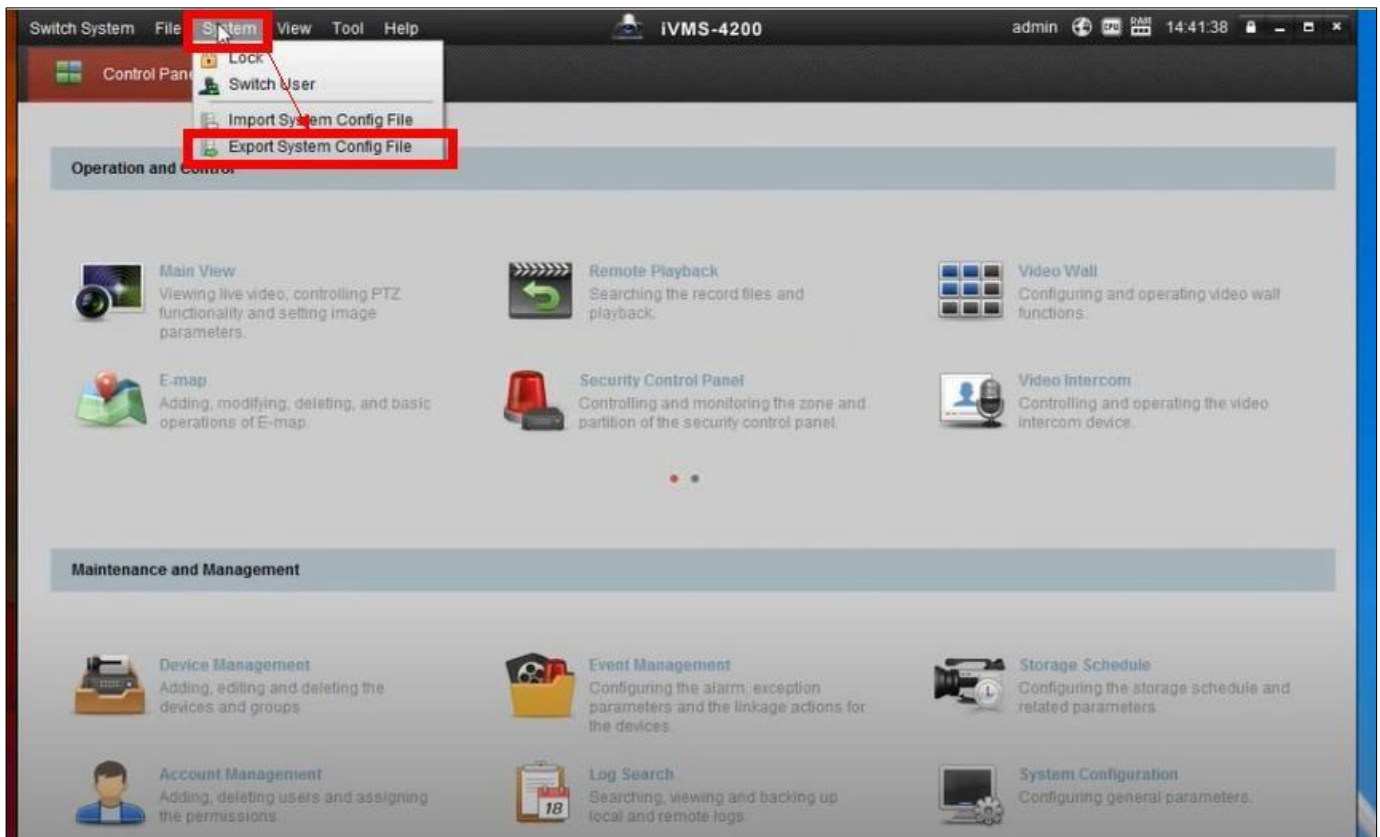 Switch System File System View Tool Help iVMS-4200 admin CPU RAM 14:41:38
Control Pane
Lock
Switch User
Import System Config File
Export System Config File
Operation and Control
Main View
Viewing live video, controlling PTZ
functionality and setting image
parameters.
Remote Playback
Searching the record files and
playback.
Video Wall
Configuring and operating video wall
functions.
E-map
Adding, modifying, deleting, and basic
operations of E-map.
Security Control Panel
Controlling and monitoring the zone and
partition of the security control panel.
Video Intercom
Controlling and operating the video
intercom device.
Maintenance and Management
Device Management
Adding, editing and deleting the
devices and groups
Event Management
Configuring the alarm, exception
parameters and the linkage actions for
the devices.
Storage Schedule
Configuring the storage schedule and
related parameters.
Account Management
Adding, deleting users and assigning
the permissions.
Log Search
Searching, viewing and backing up
local and remote logs.
18
System Configuration
Configuring general parameters.